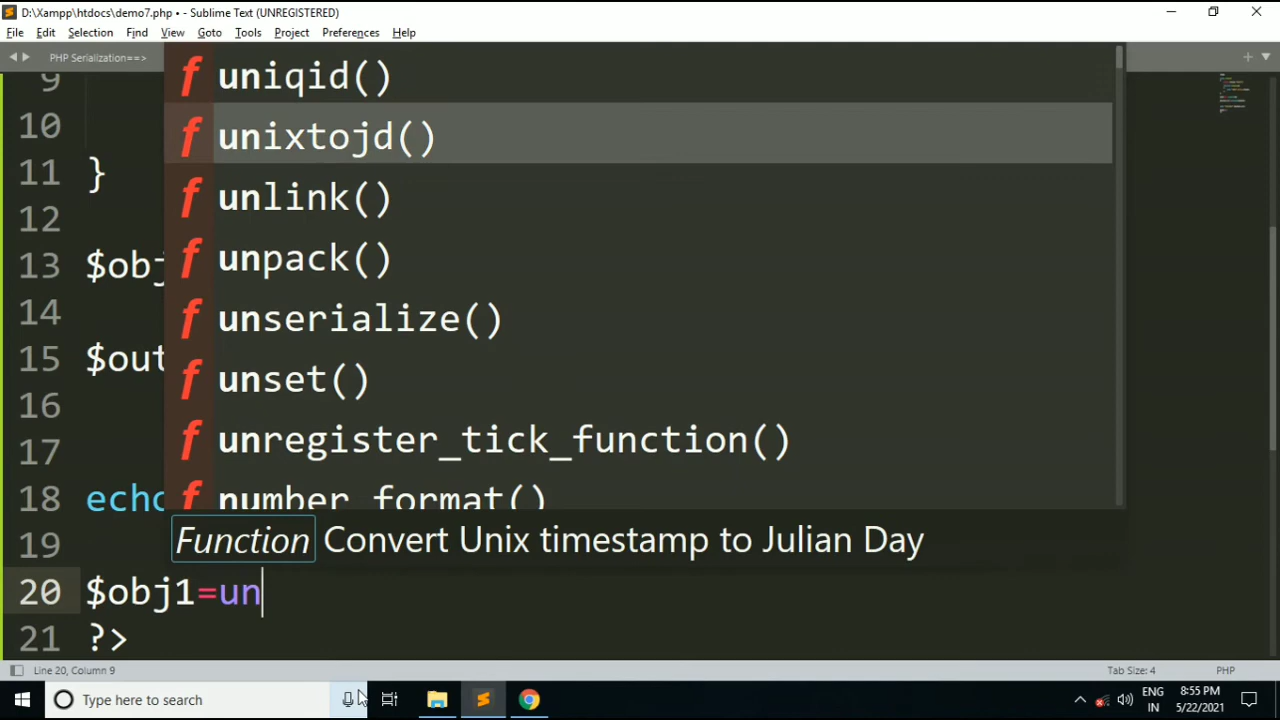 D:\Xampp\htdocs\demo7.php • - Sublime Text (UNREGISTERED)
File Edit Selection Find View Goto Tools Project Preferences Help
PHP Serialization==>
9
10
11 }
12
13 $obj
14
15 $out
16
17
18 echo
19
20 $obj1=un
21 ?>
f uniqid()
f unixtojd()
f unlink()
f unpack()
f unserialize()
f unset()
f unregister_tick_function()
f number_format()
Function Convert Unix timestamp to Julian Day
Line 20, Column 9
Tab Size: 4
PHP
Type here to search
ENG
IN
8:55 PM
5/22/2021